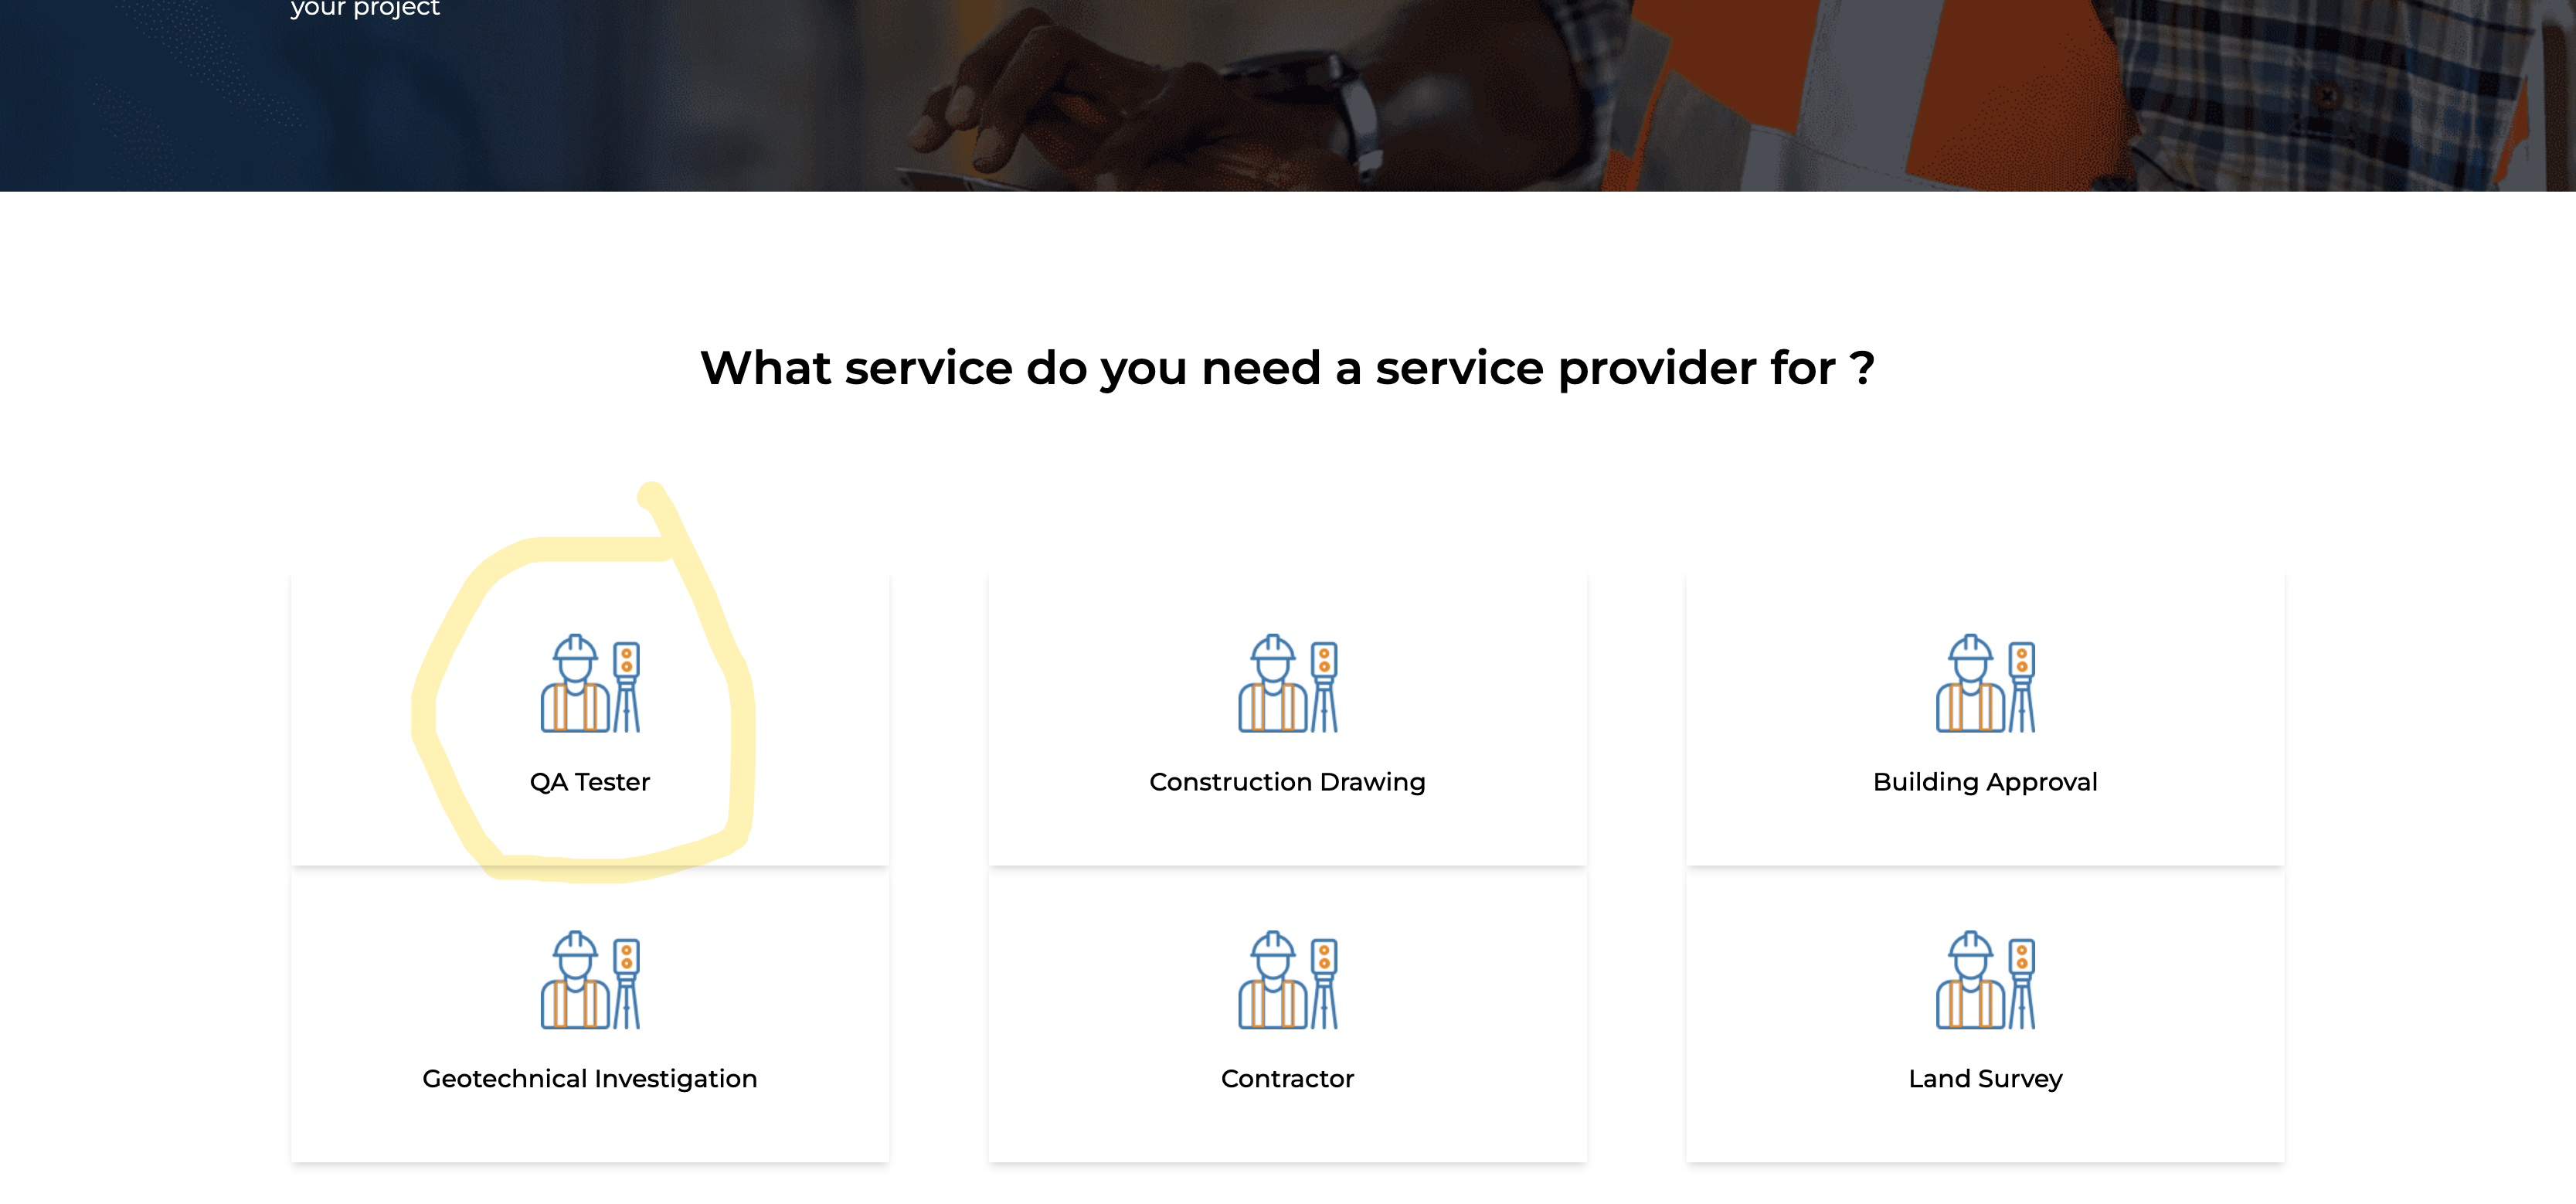 your project
What service do you need a service provider for ?
QA Tester
Construction Drawing
Building Approval
Geotechnical Investigation
Contractor
Land Survey